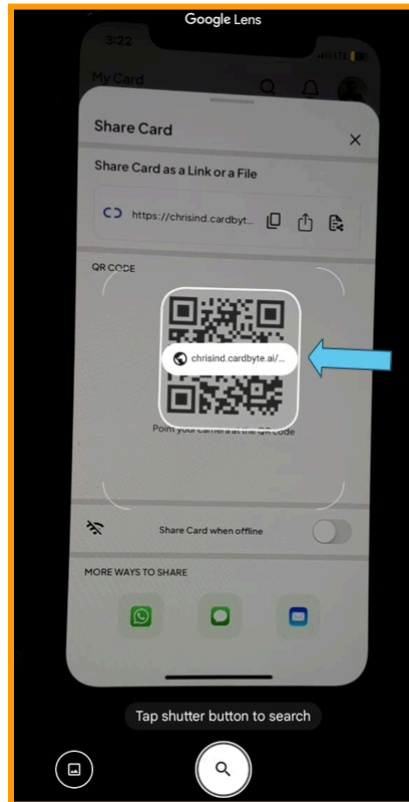 Google Lens
3:22
LTE
My Card
Share Card
Share Card as a Link or a File
https://chrisind.cardbyt...
QR CODE
chrisind.cardbyte.ai/...
Point your camera at the QR code
Share Card when offline
MORE WAYS TO SHARE
Tap shutter button to search